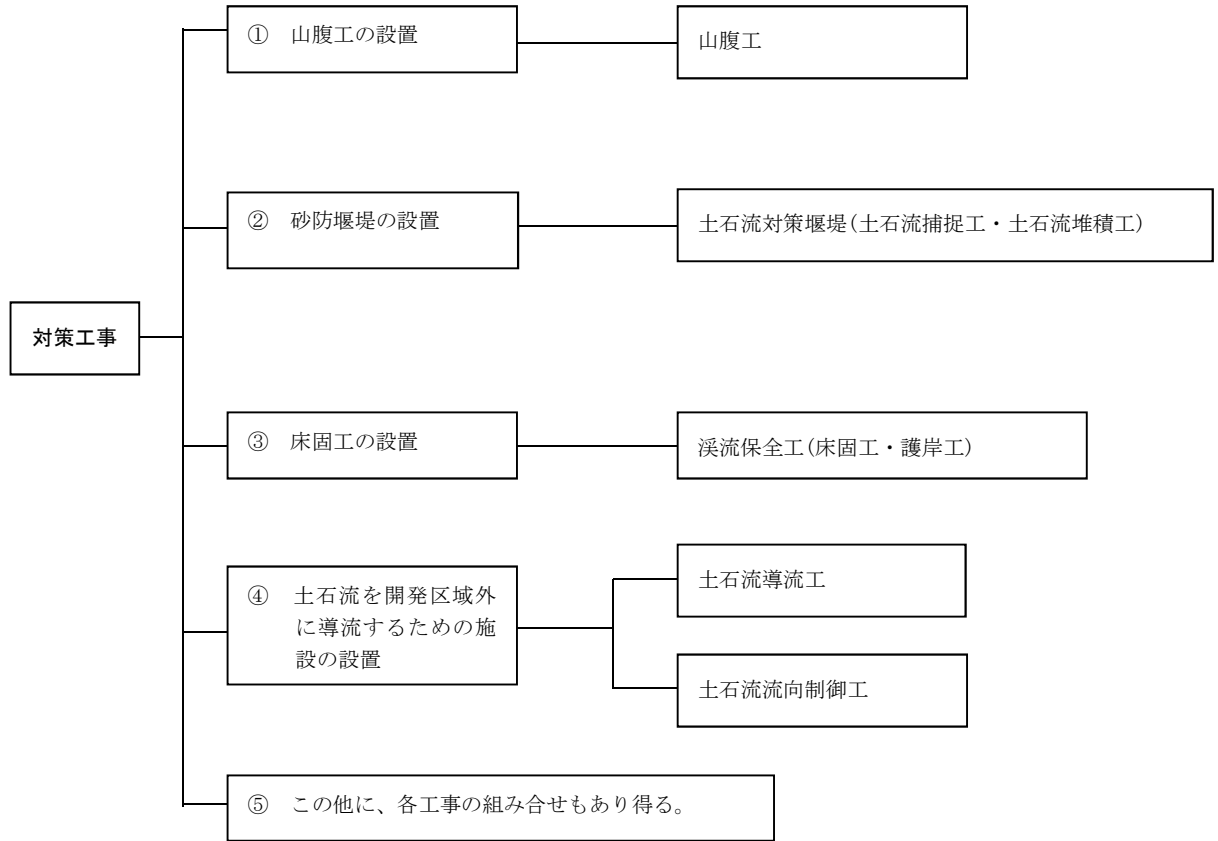 ① 山腹工の設置
山腹工
② 砂防堰堤の設置
土石流対策堰堤(土石流捕捉工・土石流堆積工)
対策工事
③ 床固工の設置
渓流保全工(床固工・護岸工)
④ 土石流を開発区域外
に導流するための施
設の設置
土石流導流工
土石流流向制御工
⑤ この他に、各工事の組み合せもあり得る。